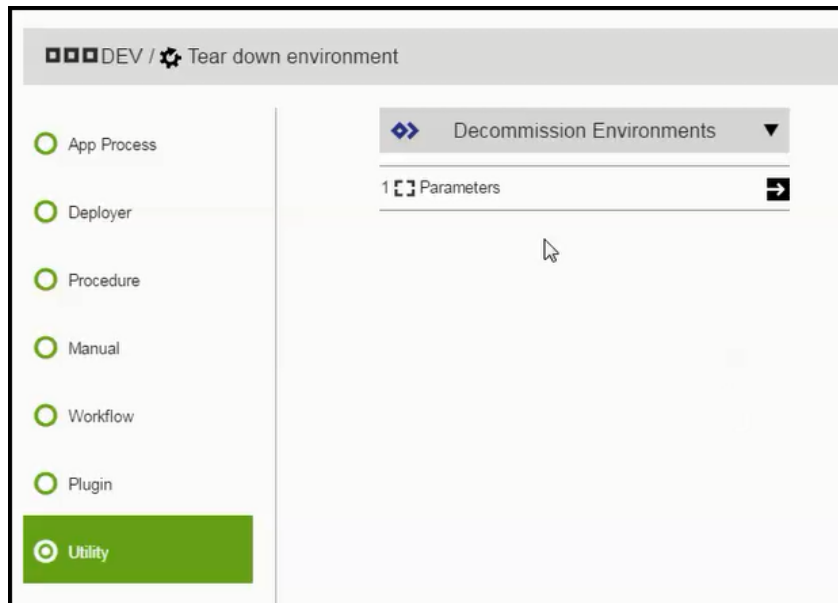 DEV / Tear down environment
App Process
Deployer
Procedure
Manual
Workflow
Plugin
Utility
Decommission Environments
1 Parameters